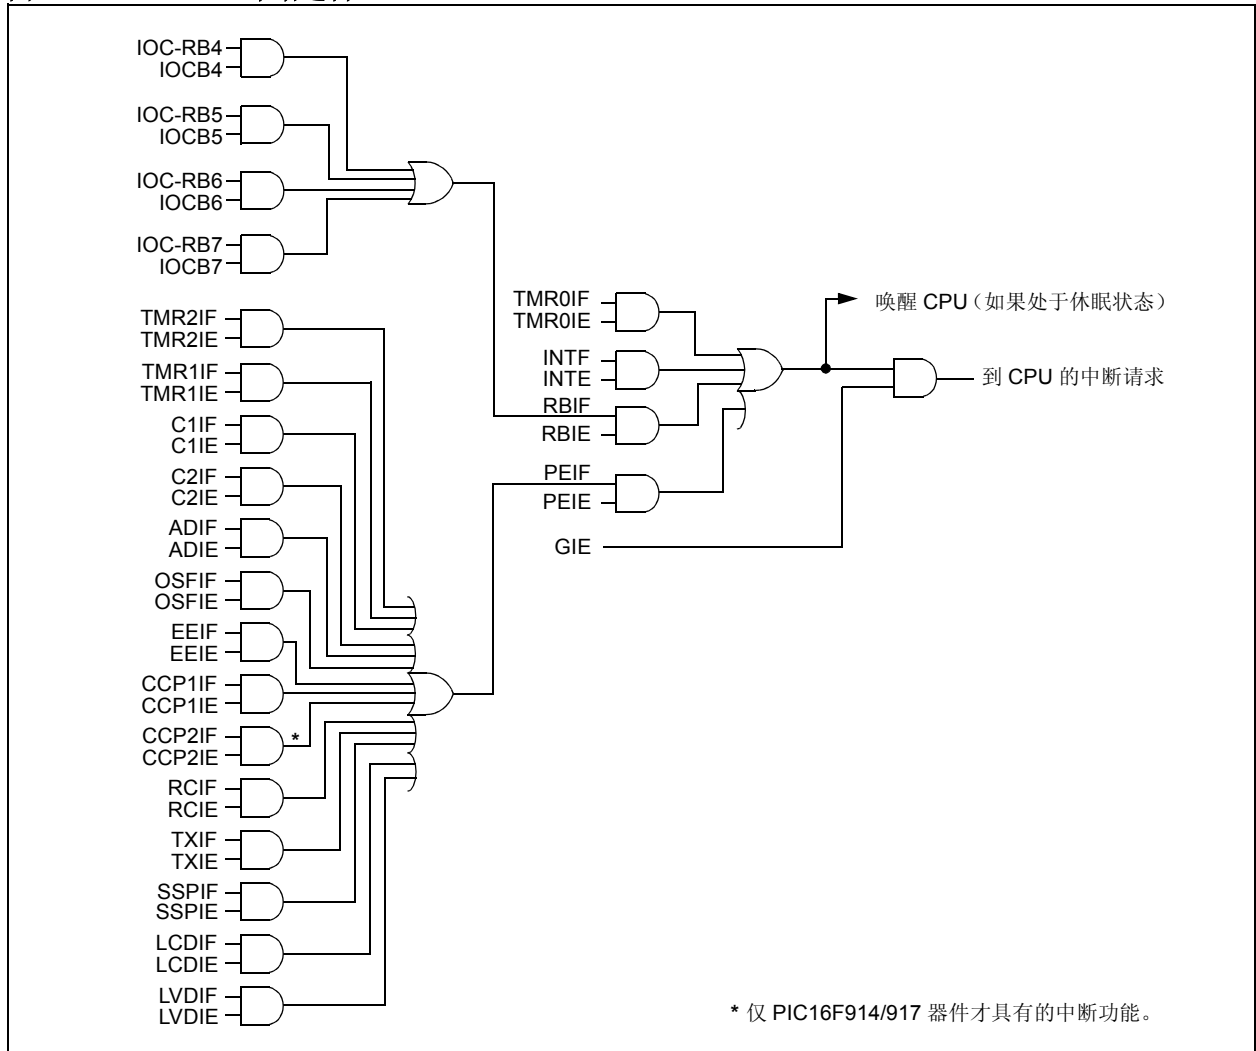 IOC-RB4
IOCB4
IOC-RB5
IOCB5
IOC-RB6
IOCB6
IOC-RB7
IOCB7
TMR2IF
TMR2IE
TMR1IF
TMR1IE
C1IF
C1IE
C2IF
C2IE
ADIF
ADIE
OSFIF
OSFIE
EEIF
EEIE
CCP1IF
CCP1IE
CCP2IF
CCP2IE
*
RCIF
RCIE
TXIF
TXIE
SSPIF
SSPIE
LCDIF
LCDIE
LVDIF
LVDIE
TMR0IF
TMR0IE
INTF
INTE
RBIF
RBIE
PEIF
PEIE
GIE
唤醒 CPU（如果处于休眠状态）
到 CPU 的中断请求
* 仅 PIC16F914/917 器件才具有的中断功能。